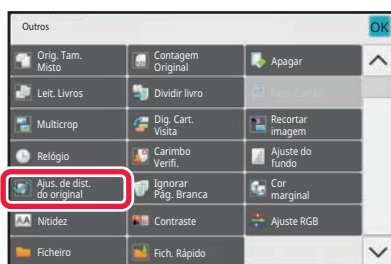 Outros
OK
Orig. Tam.
Misto
Contagem
Original
Apagar
Leit. Livros
Dividir livro
Multicrop
Dig. Cart.
Visita
Recortar
imagem
Relógio
Carimbo
Verifi.
Ajuste do
fundo
Ajus. de dist.
do original
Ignorar
Pág. Branca
Cor
marginal
Nitidez
Contraste
Ajuste RGB
Ficheiro
Fich. Rápido